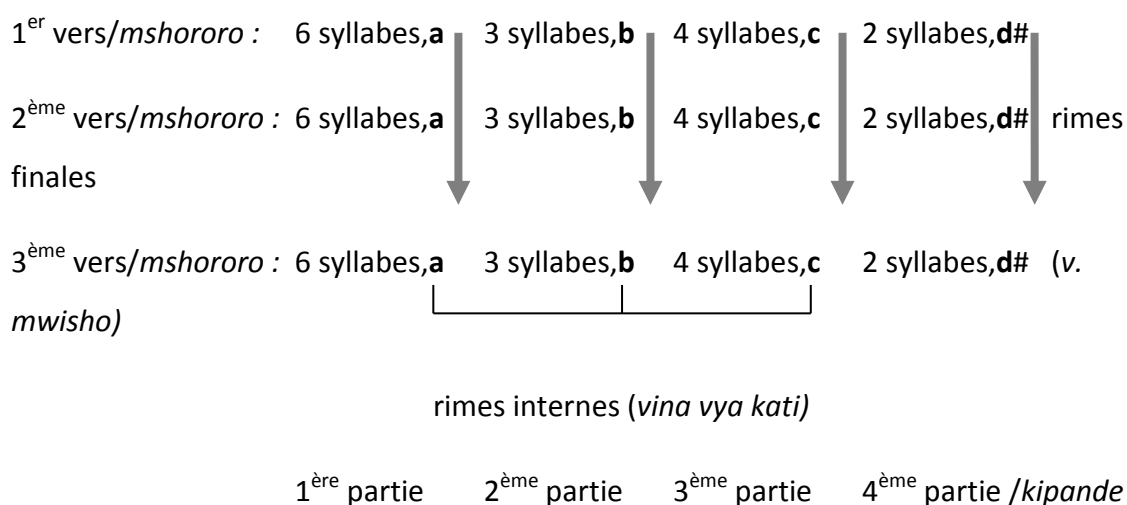 1er vers/mshororo : 6 syllabes,a 3 syllabes,b 4 syllabes,c 2 syllabes,d#
2ème vers/mshororo : 6 syllabes,a 3 syllabes,b 4 syllabes,c 2 syllabes,d# rimes
finales
3ème vers/mshororo : 6 syllabes,a 3 syllabes,b 4 syllabes,c 2 syllabes,d# (v.
mwisho)
rimes internes (vina vya kati)
1ère partie 2ème partie 3ème partie 4ème partie /kipande